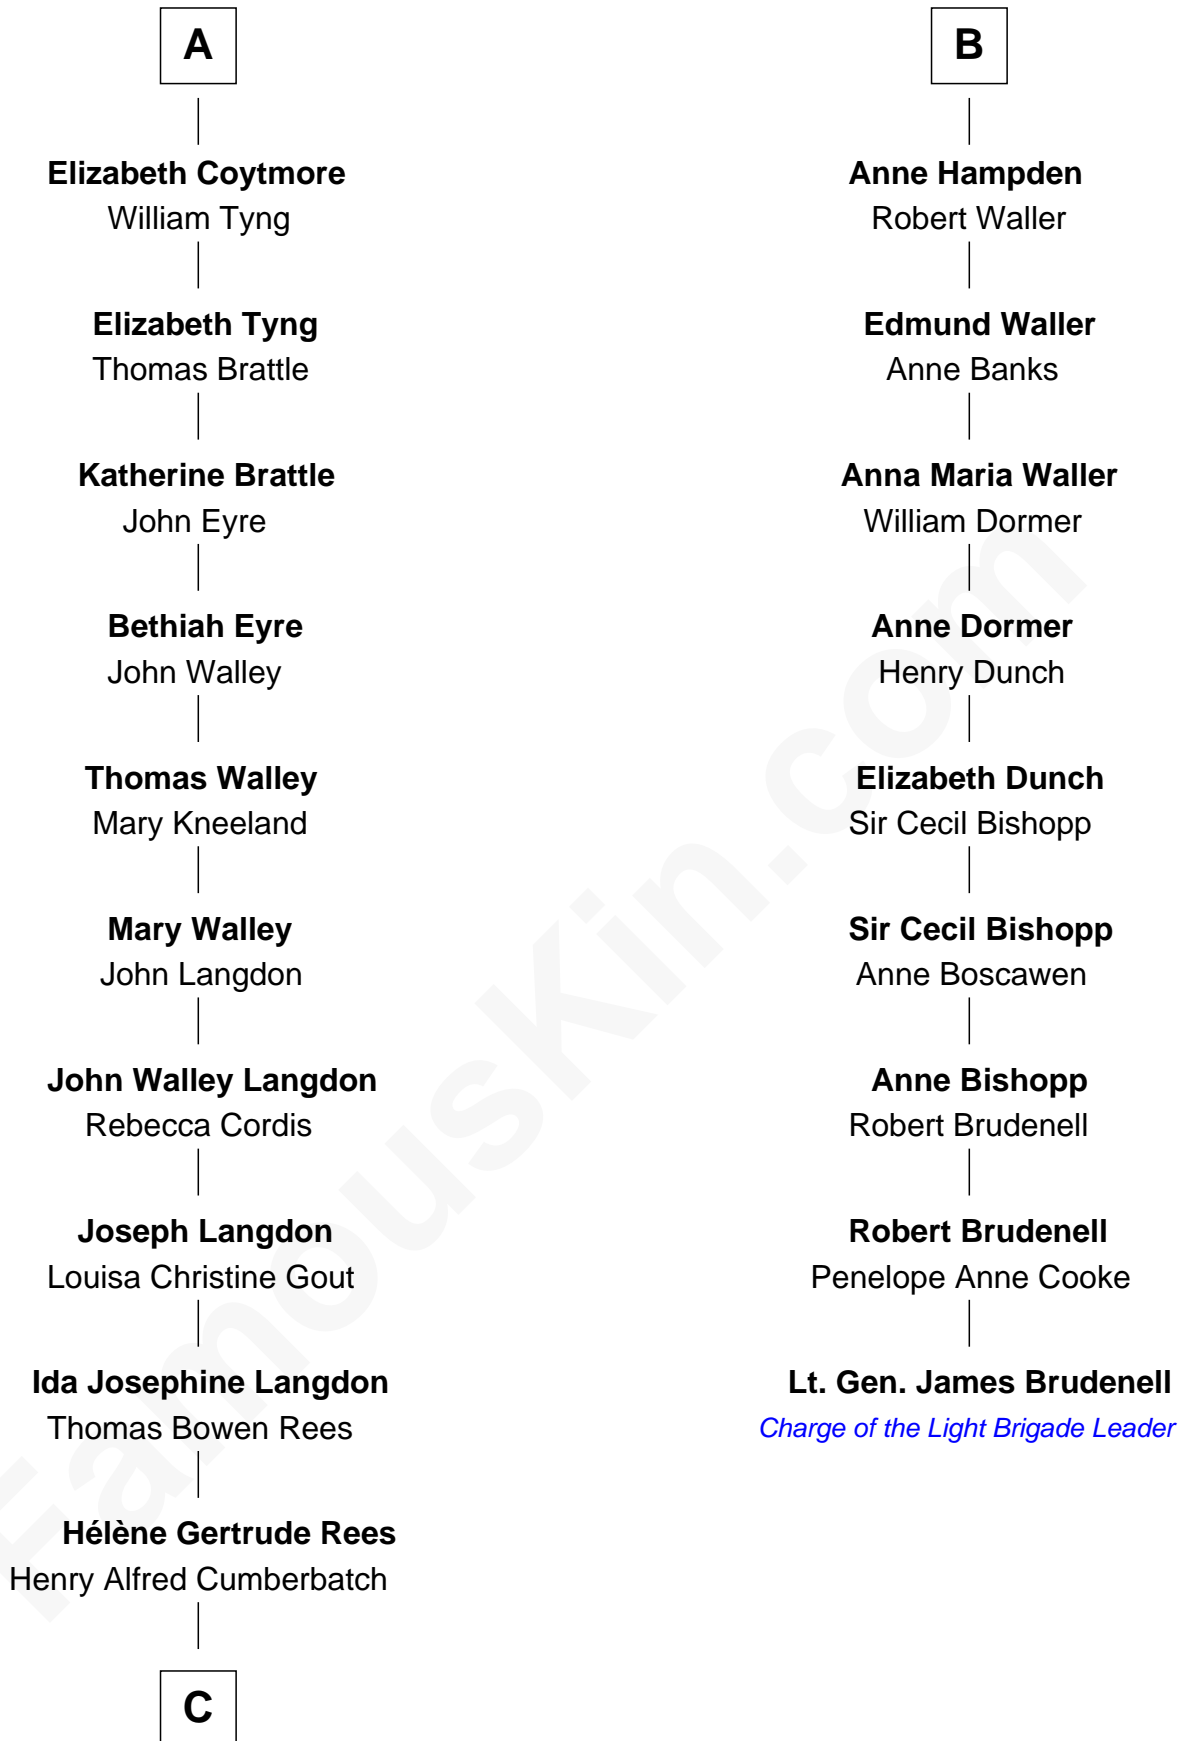 A
Elizabeth Coytmore
William Tyng
Elizabeth Tyng
Thomas Brattle
Katherine Brattle
John Eyre
Bethiah Eyre
John Walley
Thomas Walley
Mary Kneeland
Mary Walley
John Langdon
John Walley Langdon
Rebecca Cordis
Joseph Langdon
Louisa Christine Gout
Ida Josephine Langdon
Thomas Bowen Rees
Hélène Gertrude Rees
Henry Alfred Cumberbatch
C
B
Anne Hampden
Robert Waller
Edmund Waller
Anne Banks
Anna Maria Waller
William Dormer
Anne Dormer
Henry Dunch
Elizabeth Dunch
Sir Cecil Bishopp
Sir Cecil Bishopp
Anne Boscawen
Anne Bishopp
Robert Brudenell
Robert Brudenell
Penelope Anne Cooke
Lt. Gen. James Brudenell
Charge of the Light Brigade Leader
FamousKin.com